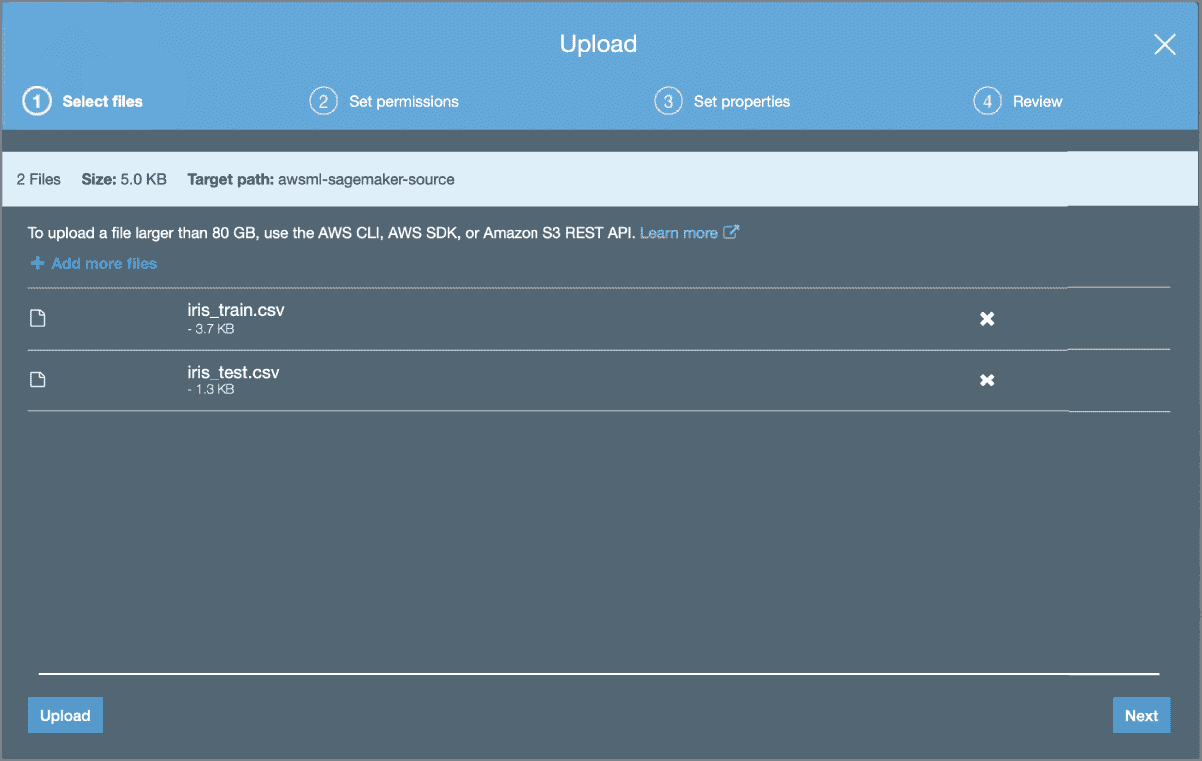 Upload
1 Select files 2 Set permissions 3 Set properties 4 Review
2 Files Size: 5.0 KB Target path: awsml-sagemaker-source
To upload a file larger than 80 GB, use the AWS CLI, AWS SDK, or Amazon S3 REST API. Learn more
+ Add more files
iris_train.csv
- 3.7 KB
iris_test.csv
- 1.3 KB
Upload Next